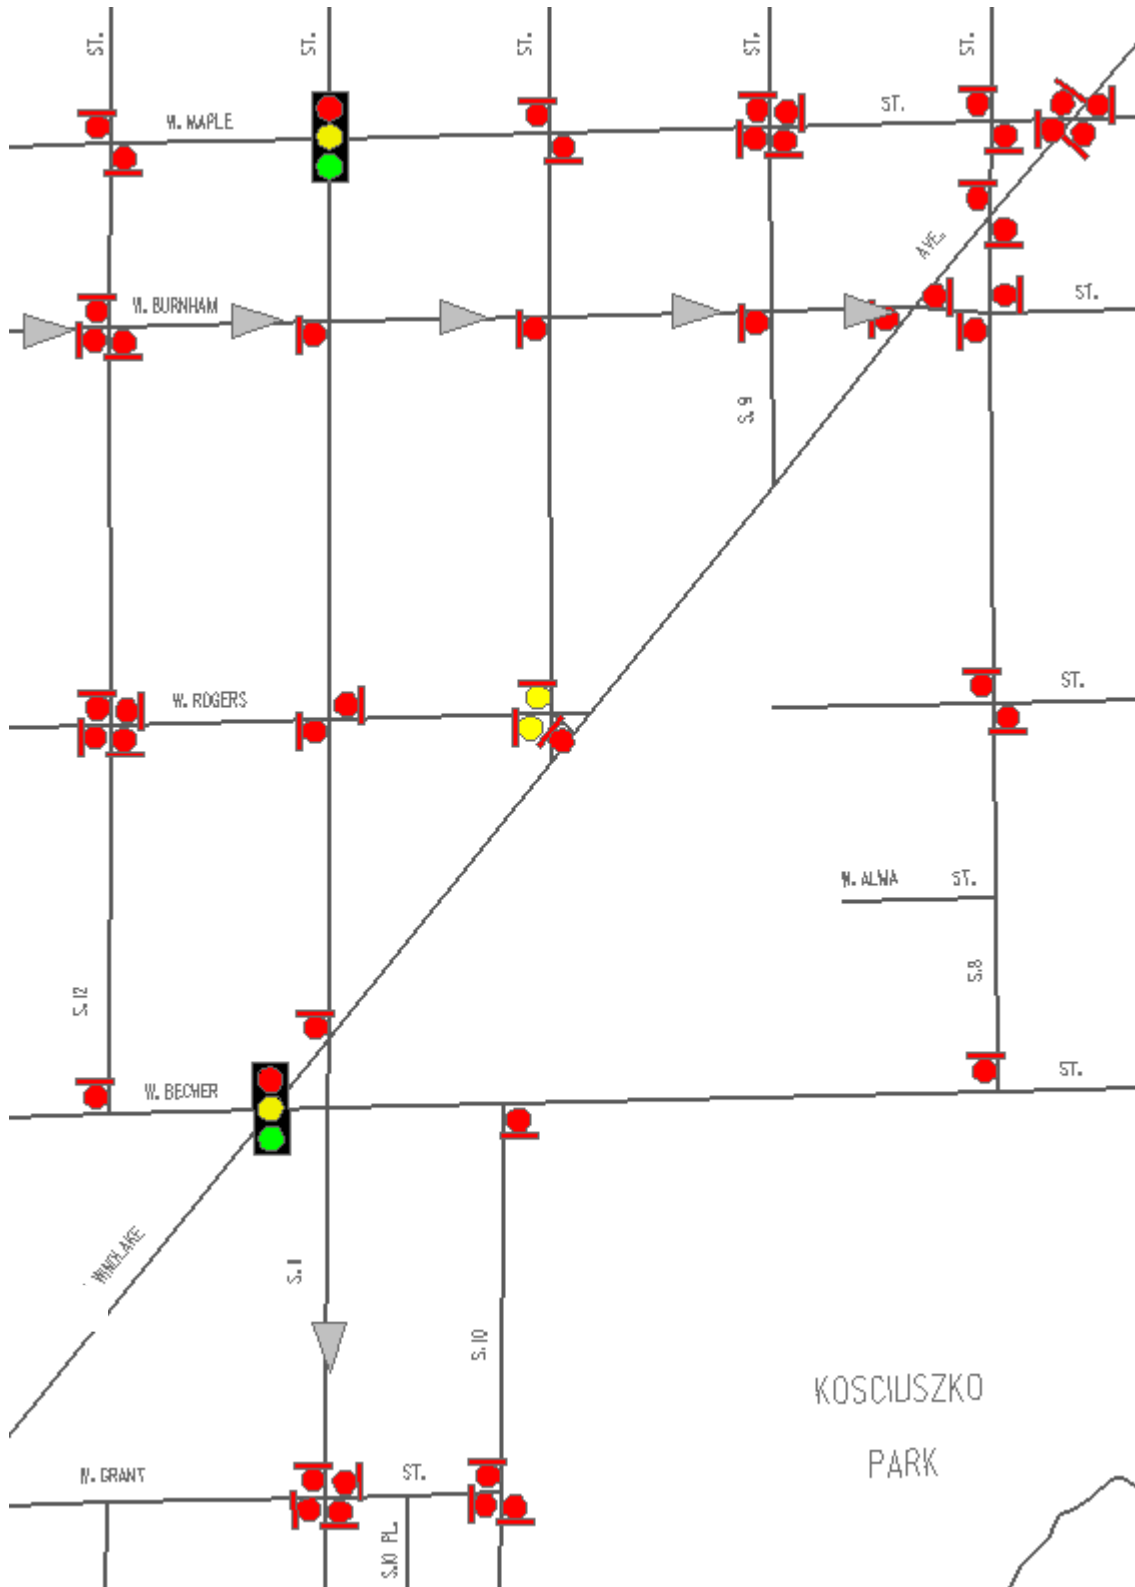 ST.
ST.
ST.
ST.
ST.
W. MAPLE
ST.
AVE.
W. BURNHAM
ST.
S. 9
W. ROGERS
ST.
W. ALMA
ST.
S. 12
S.8
W. BECHER
ST.
WINDLAKE
S. 11
S. 10
KOSCIUSZKO
PARK
W. GRANT
ST.
S.10 PL.